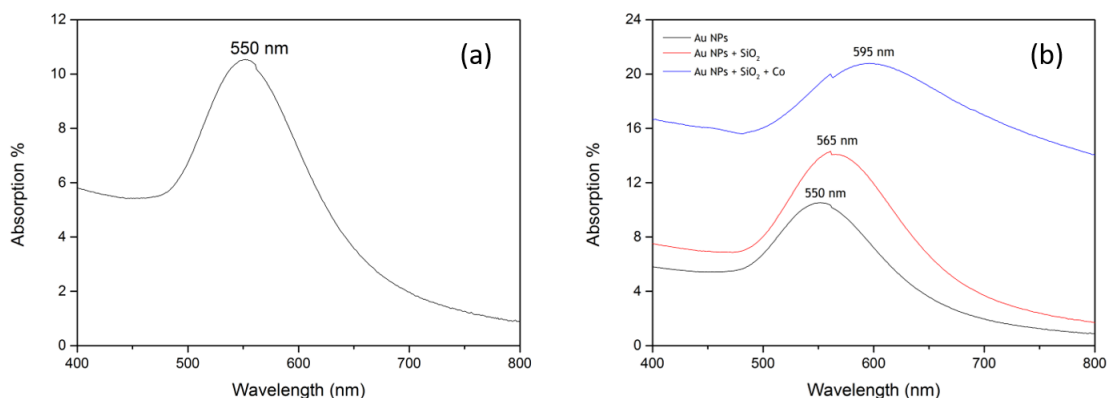 12
10
8
6
4
2
0
Absorption %
550 nm
(a)
400 500 600 700 800
Wavelength (nm)
24
20
16
12
8
4
0
Absorption %
Au NPs
Au NPs + SiO₂
Au NPs + SiO₂ + Co
595 nm
(b)
565 nm
550 nm
400 500 600 700 800
Wavelength (nm)